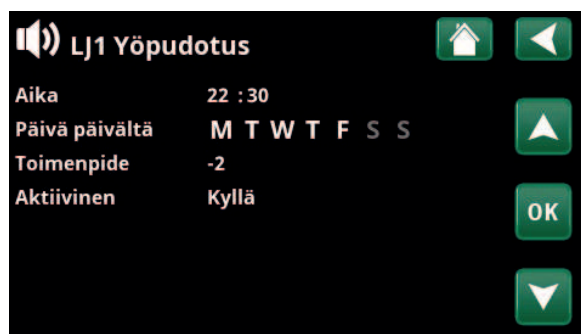 LJ1 Yöpudotus
Aika 22 :30
Päivä päivältä M T W T F S S
Toimenpide -2
Aktiivinen Kyllä
OK